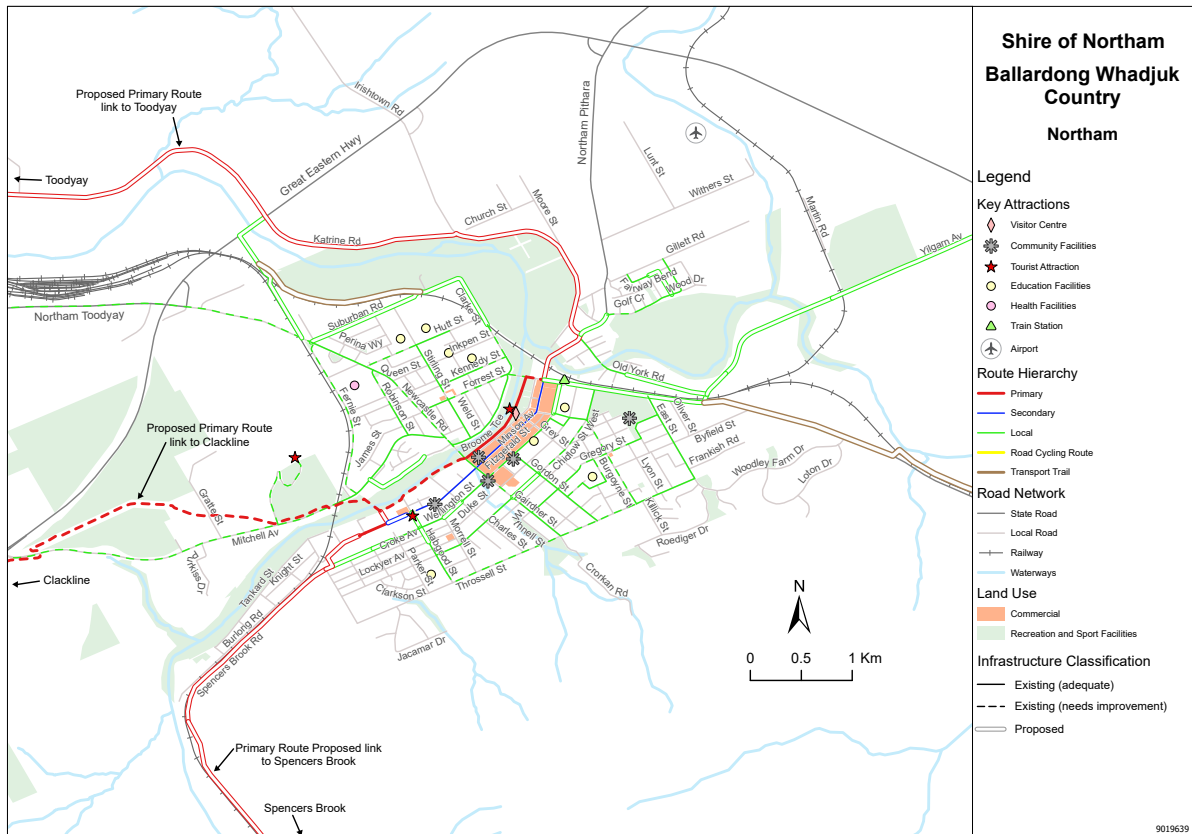 Shire of Northam
Ballardong Whadjuk
Country
Northam
Legend
Key Attractions
Visitor Centre
Community Facilities
Tourist Attraction
Education Facilities
Health Facilities
Train Station
Airport
Route Hierarchy
Primary
Secondary
Local
Road Cycling Route
Transport Trail
Road Network
State Road
Local Road
Railway
Waterways
Land Use
Commercial
Recreation and Sport Facilities
Infrastructure Classification
Existing (adequate)
Existing (needs improvement)
Proposed
9019639
Proposed Primary Route
link to Toodyay
Toodyay
Irishtown Rd
Great Eastern Hwy
Northam Pithara
Lunt St
Withers St
Martin Rd
Yilgarn Av
Church St
Moore St
Katrine Rd
Gillett Rd
Fairway Bend
Wood Dr
Golf Cr
Old York Rd
Northam Toodyay
Suburban Rd
Clarke St
Perina Wy
Hutt St
Inkpen St
Kennedy St
Stirling St
Queen St
Forrest St
Fernie St
Robinson St
Newcastle Rd
Weld St
James St
Broome Tce
Minson Av
Fitzgerald St
Grey St
Chidlow St West
Gregory St
Gordon St
Burgoyne St
Lyon St
East St
Oliver St
Byfield St
Frankish Rd
Woodley Farm Dr
Lofon Dr
Killick St
Roediger Dr
Gairdner St
Wellington St
Duke St
Charles St
Morrell St
Habgood St
Parker St
Croke Av
Lockyer Av
Clarkson St
Throssell St
Crorkan Rd
Jacamar Dr
Proposed Primary Route
link to Clackline
Gratte St
Mitchell Av
Purkiss Dr
Clackline
Tankard St
Knight St
Burlong Rd
Spencers Brook Rd
Primary Route Proposed link
to Spencers Brook
Spencers Brook
N
0 0.5 1 Km